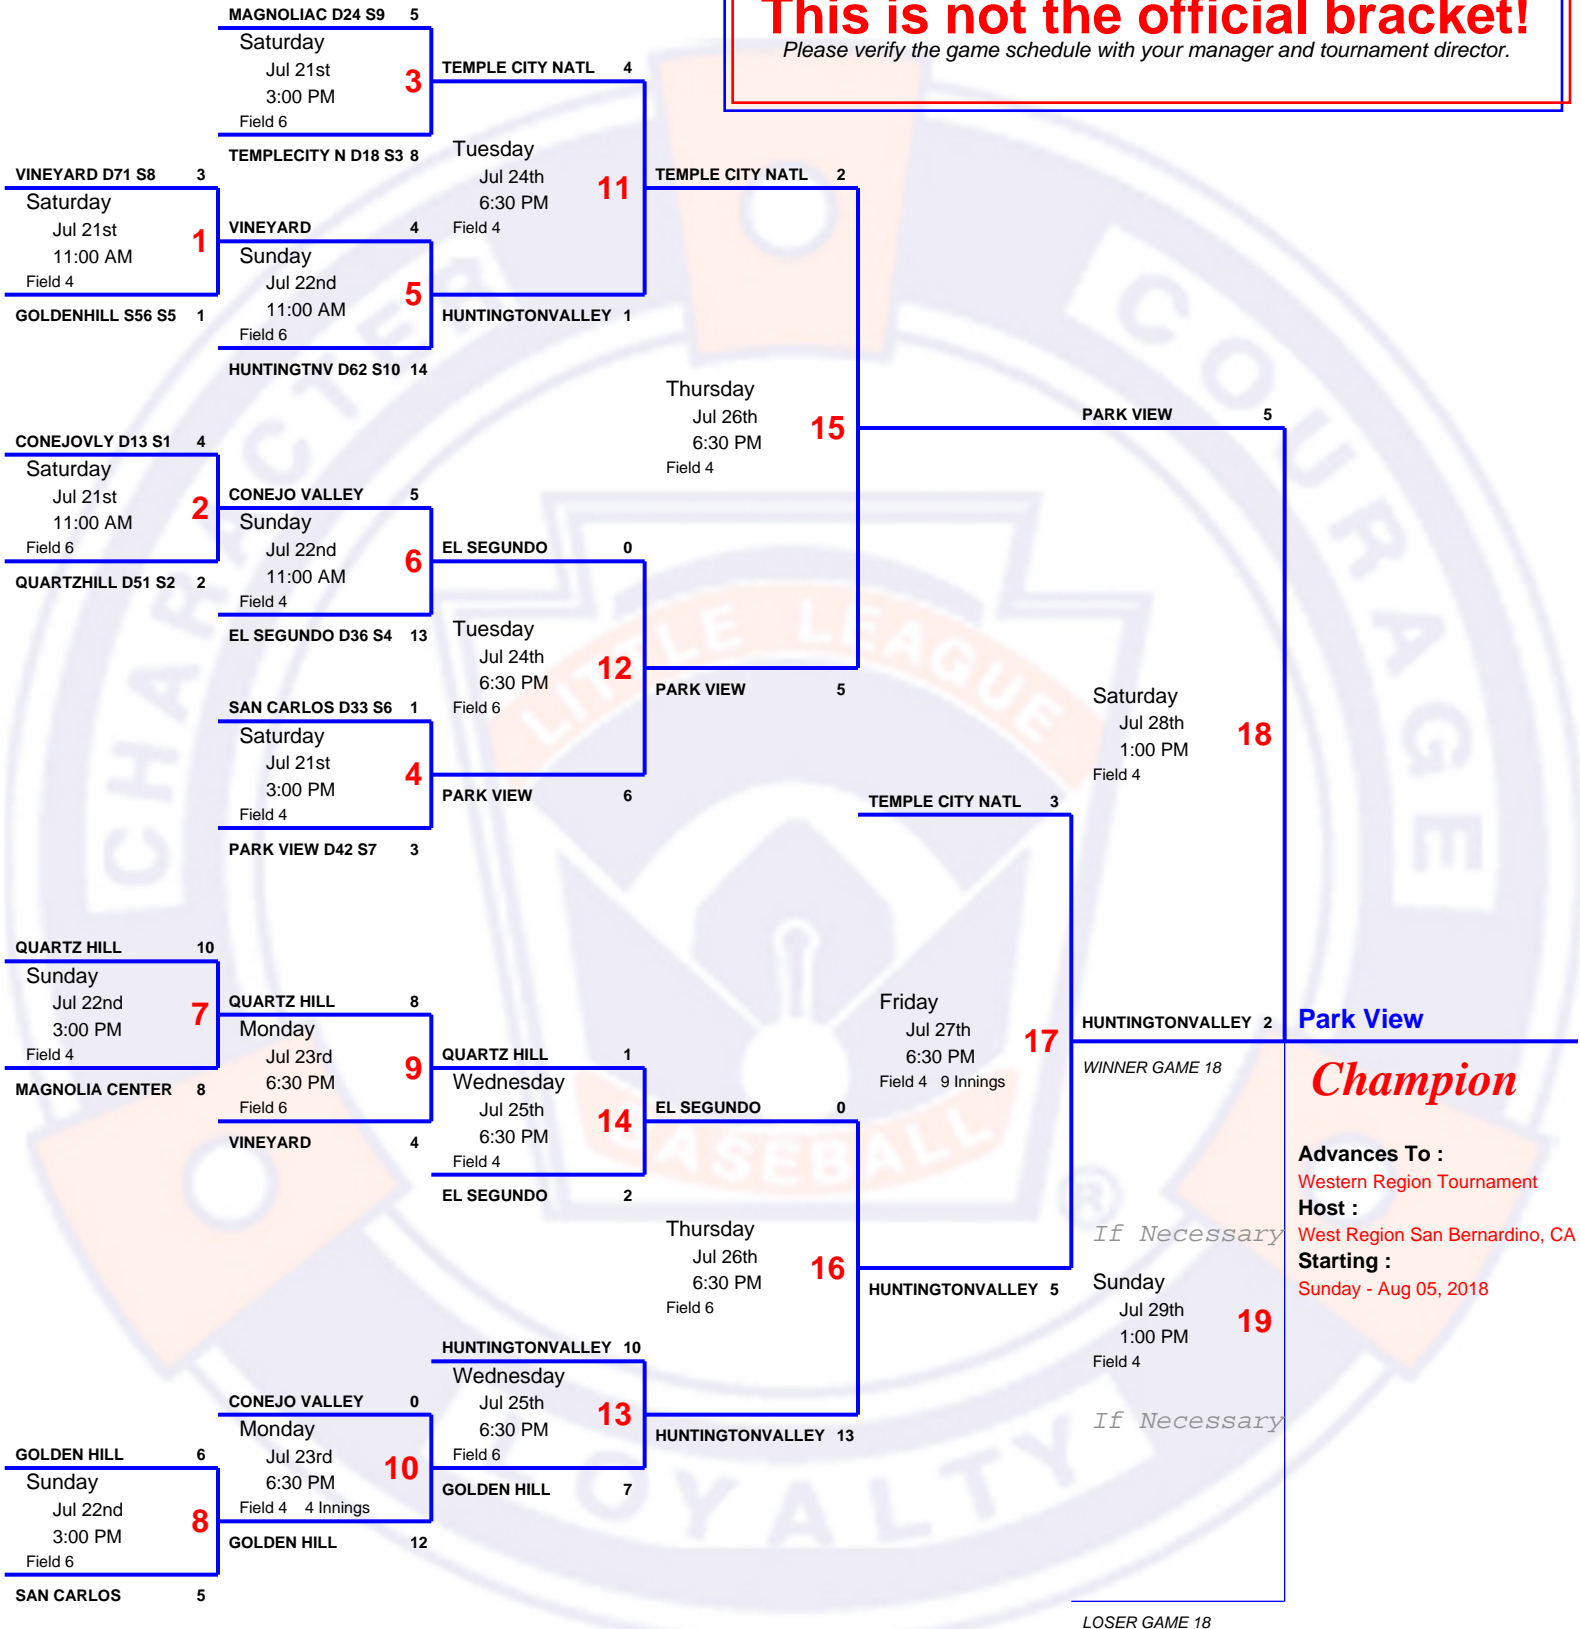 This is not the official bracket!
Please verify the game schedule with your manager and tournament director.
MAGNOLIAC D24 S9 5
Saturday
Jul 21st
3:00 PM
Field 6
3
TEMPLECITY N D18 S3 8
VINEYARD D71 S8 3
Saturday
Jul 21st
11:00 AM
Field 4
1
GOLDENHILL S56 S5 1
VINEYARD 4
Sunday
Jul 22nd
11:00 AM
Field 6
5
HUNTINGTNV D62 S10 14
TEMPLE CITY NATL 4
Tuesday
Jul 24th
6:30 PM
Field 4
11
HUNTINGTONVALLEY 1
CONEJOVLY D13 S1 4
Saturday
Jul 21st
11:00 AM
Field 6
2
QUARTZHILL D51 S2 2
CONEJO VALLEY 5
Sunday
Jul 22nd
11:00 AM
Field 4
6
EL SEGUNDO D36 S4 13
SAN CARLOS D33 S6 1
Saturday
Jul 21st
3:00 PM
Field 4
4
PARK VIEW D42 S7 3
EL SEGUNDO 0
Tuesday
Jul 24th
6:30 PM
Field 6
12
PARK VIEW 6
TEMPLE CITY NATL 2
Thursday
Jul 26th
6:30 PM
Field 4
15
PARK VIEW 5
QUARTZ HILL 10
Sunday
Jul 22nd
3:00 PM
Field 4
7
MAGNOLIA CENTER 8
QUARTZ HILL 8
Monday
Jul 23rd
6:30 PM
Field 6
9
VINEYARD 4
QUARTZ HILL 1
Wednesday
Jul 25th
6:30 PM
Field 4
14
EL SEGUNDO 2
GOLDEN HILL 6
Sunday
Jul 22nd
3:00 PM
Field 6
8
SAN CARLOS 5
CONEJO VALLEY 0
Monday
Jul 23rd
6:30 PM
Field 4 4 Innings
10
GOLDEN HILL 12
HUNTINGTONVALLEY 10
Wednesday
Jul 25th
6:30 PM
Field 6
13
GOLDEN HILL 7
EL SEGUNDO 0
Thursday
Jul 26th
6:30 PM
Field 6
16
HUNTINGTONVALLEY 13
TEMPLE CITY NATL 3
Friday
Jul 27th
6:30 PM
Field 4 9 Innings
17
HUNTINGTONVALLEY 5
PARK VIEW 5
Saturday
Jul 28th
1:00 PM
Field 4
18
HUNTINGTONVALLEY 2
WINNER GAME 18
If Necessary
Sunday
Jul 29th
1:00 PM
Field 4
19
If Necessary
LOSER GAME 18
Park View
Champion
Advances To :
Western Region Tournament
Host :
West Region San Bernardino, CA
Starting :
Sunday - Aug 05, 2018
CHARACTER
COURAGE
LOYALTY
LITTLE LEAGUE
BASEBALL
®